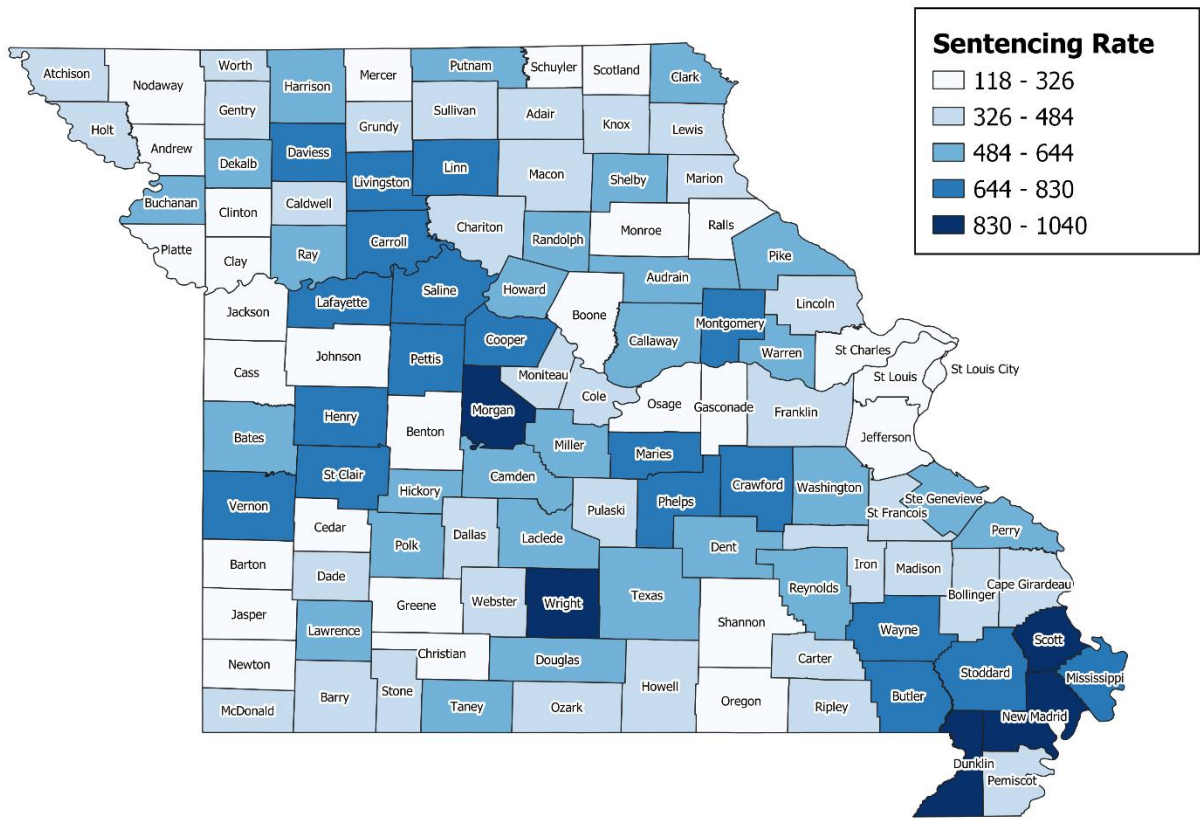 Sentencing Rate
118 - 326
326 - 484
484 - 644
644 - 830
830 - 1040
Atchison
Nodaway
Worth
Harrison
Mercer
Putnam
Schuyler
Scotland
Clark
Holt
Gentry
Sullivan
Adair
Knox
Lewis
Grundy
Andrew
Daviess
Dekalb
Linn
Macon
Shelby
Marion
Livingston
Buchanan
Clinton
Caldwell
Chariton
Randolph
Monroe
Ralls
Platte
Clay
Ray
Carroll
Pike
Audrain
Jackson
Lafayette
Saline
Howard
Boone
Lincoln
Montgomery
Callaway
Cooper
Warren
St Charles
Johnson
Pettis
Cass
Moniteau
St Louis
St Louis City
Cole
Osage
Gasconade
Franklin
Morgan
Henry
Benton
Bates
Miller
Jefferson
Maries
St Clair
Camden
Crawford
Washington
Hickory
Phelps
Ste Genevieve
Vernon
Pulaski
St Francois
Cedar
Perry
Polk
Dallas
Laclede
Dent
Barton
Dade
Iron
Madison
Cape Girardeau
Reynolds
Bollinger
Texas
Webster
Wright
Greene
Jasper
Shannon
Lawrence
Wayne
Scott
Christian
Douglas
Carter
Newton
Stoddard
Mississippi
Howell
Stone
Barry
Butler
Oregon
Ripley
Taney
Ozark
McDonald
New Madrid
Dunklin
Pemiscot